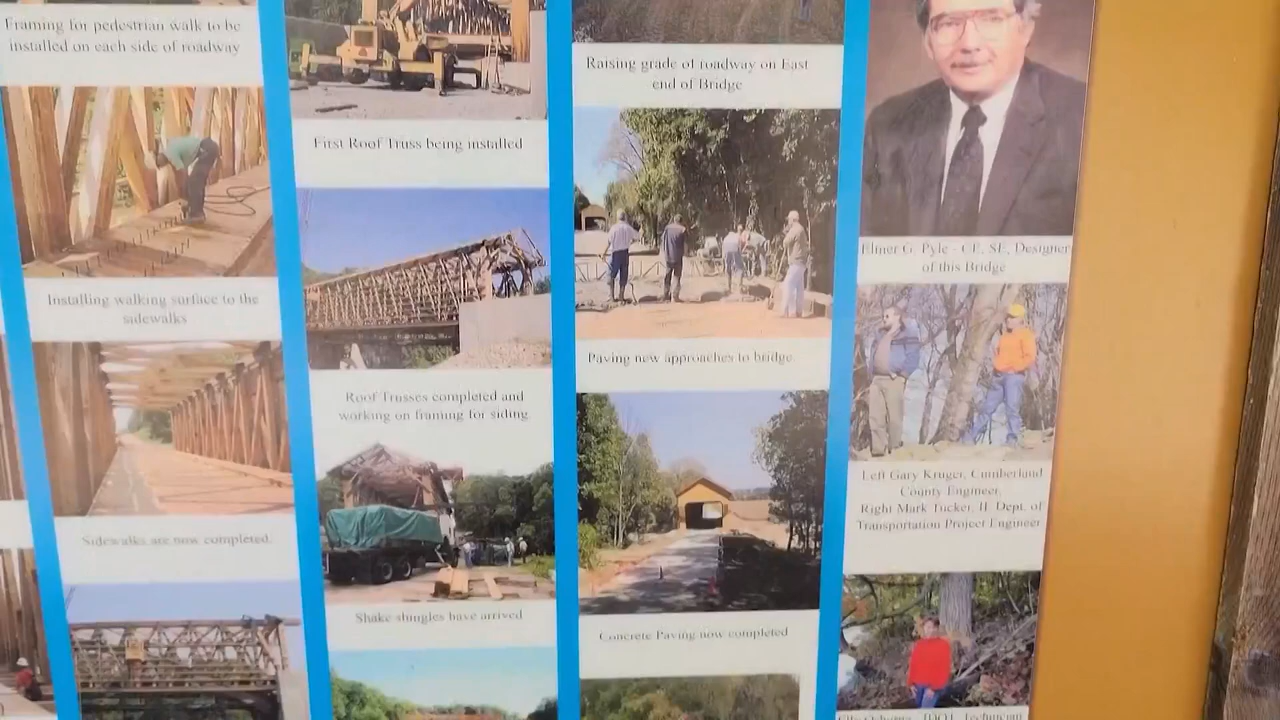 Framing for pedestrian walk to be
installed on each side of roadway
Installing walking surface to the
sidewalks
Sidewalks are now completed.
First Roof Truss being installed
Roof Trusses completed and
working on framing for siding
Shake shingles have arrived
Raising grade of roadway on East
end of Bridge
Paving new approaches to bridge.
Concrete Paving now completed
Elmer G. Pyle - CE, SE, Designer
of this Bridge
Left Gary Kruger, Cumberland
County Engineer,
Right Mark Tucker, IL Dept. of
Transportation Project Engineer
IDOT Technician